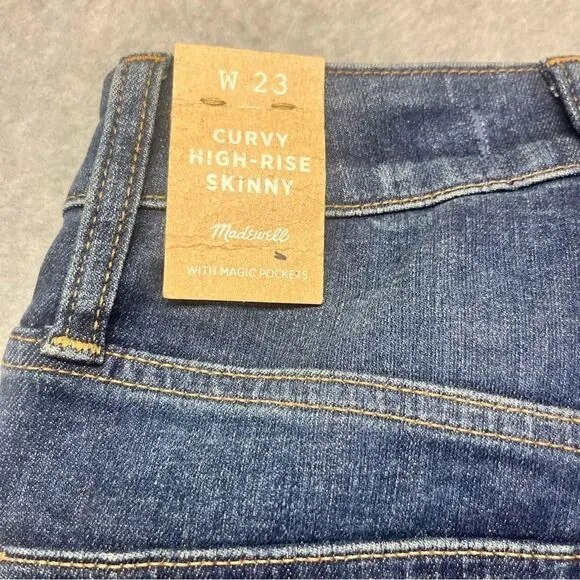 W 23
CURVY
HIGH-RISE
SKiNNY
Madewell
WITH MAGIC POCKETS